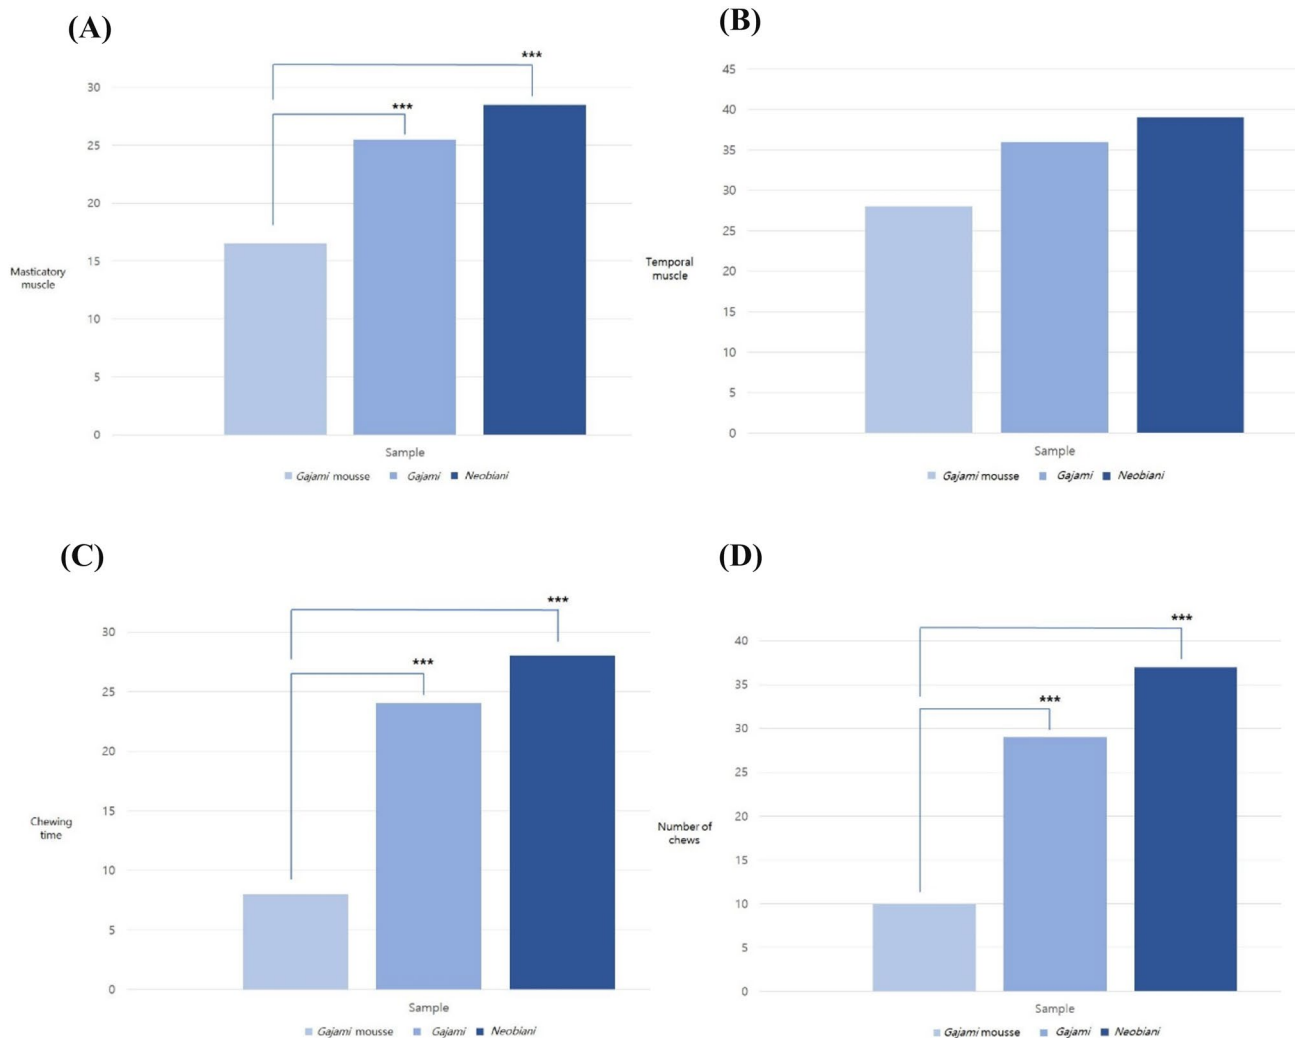 (A)
***
***
30
25
20
15
10
5
0
Masticatory
muscle
Sample
Gajami mousse Gajami Neobiani
(B)
45
40
35
30
25
20
15
10
5
0
Temporal
muscle
Sample
Gajami mousse Gajami Neobiani
(C)
***
***
30
25
20
15
10
5
0
Chewing
time
Sample
Gajami mousse Gajami Neobiani
(D)
***
***
40
35
30
25
20
15
10
5
0
Number of
chews
Sample
Gajami mousse Gajami Neobiani